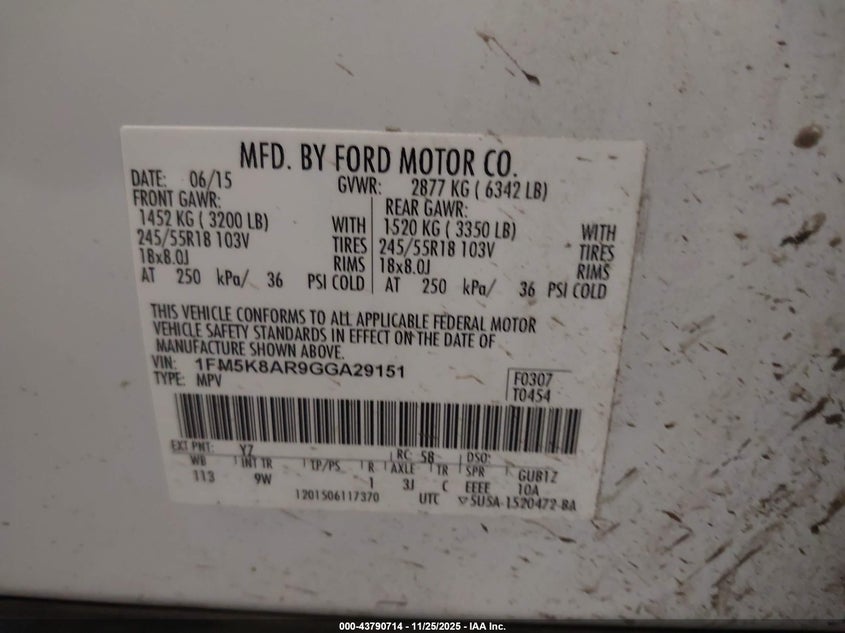 MFD. BY FORD MOTOR CO.
DATE: 06/15 GVWR: 2877 KG ( 6342 LB)
FRONT GAWR: REAR GAWR:
1452 KG ( 3200 LB) WITH 1520 KG ( 3350 LB) WITH
245/55R18 103V TIRES 245/55R18 103V TIRES
18x8.0J RIMS 18x8.0J RIMS
AT 250 kPa/ 36 PSI COLD AT 250 kPa/ 36 PSI COLD
THIS VEHICLE CONFORMS TO ALL APPLICABLE FEDERAL MOTOR
VEHICLE SAFETY STANDARDS IN EFFECT ON THE DATE OF
MANUFACTURE SHOWN ABOVE.
VIN: 1FM5K8AR9GGA29151 F0307
TYPE: MPV T0454
EXT PNT: YZ RC: 58 DSO:
WB INT TR TP/PS R AXLE TR SPR GUB1Z
113 9W 1 3J C EEEE 10A
1201506117370 UTC ▽5U5A-1520472-BA
000-43790714 - 11/25/2025 - IAA Inc.